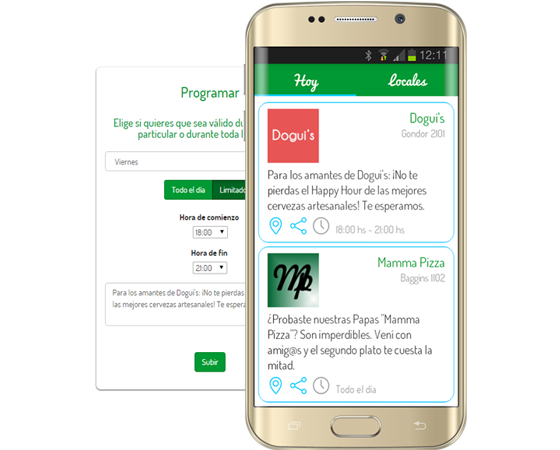 Programar
Elige si quieres que sea válido du
particular o durante toda l
Viernes
Todo el día Limitado
Hora de comienzo
18:00
Hora de fin
21:00
Para los amantes de Dogui's: ¡No te pierdas
las mejores cervezas artesanales! Te espera
Subir
12:11
Hoy Locales
Dogui's
Dogui's
Gondor 2101
Para los amantes de Dogui's: ¡No te
pierdas el Happy Hour de las mejores
cervezas artesanales! Te esperamos.
18:00 hs - 21:00 hs
Mp
Mamma Pizza
Baggins 1102
¿Probaste nuestras Papas "Mamma
Pizza"? Son imperdibles. Veni con
amig@s y el segundo plato te cuesta la
mitad.
Todo el día